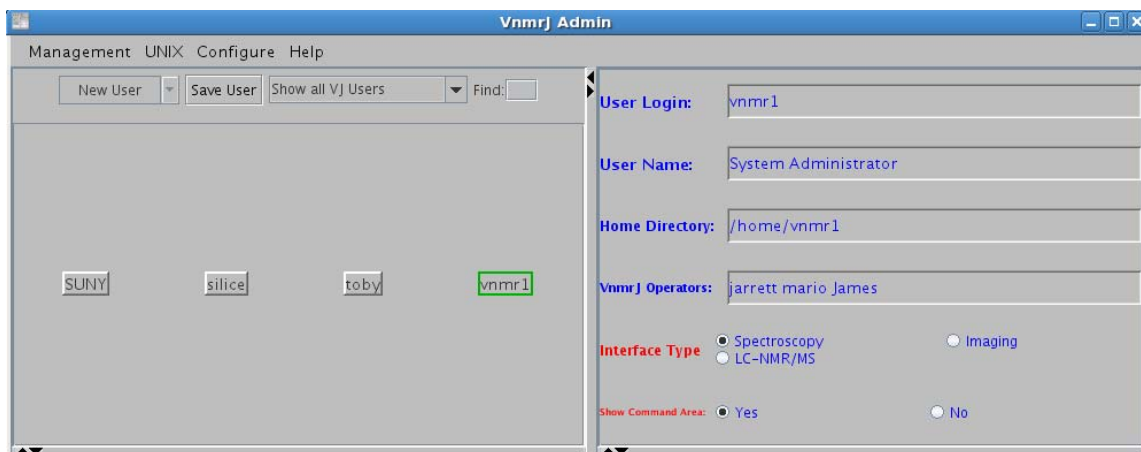 VnmrJ Admin
Management UNIX Configure Help
New User Save User Show all VJ Users Find:
SUNY silice toby vnmr1
User Login: vnmr1
User Name: System Administrator
Home Directory: /home/vnmr1
VnmrJ Operators: jarrett mario James
Interface Type Spectroscopy Imaging
LC-NMR/MS
Show Command Area: Yes No